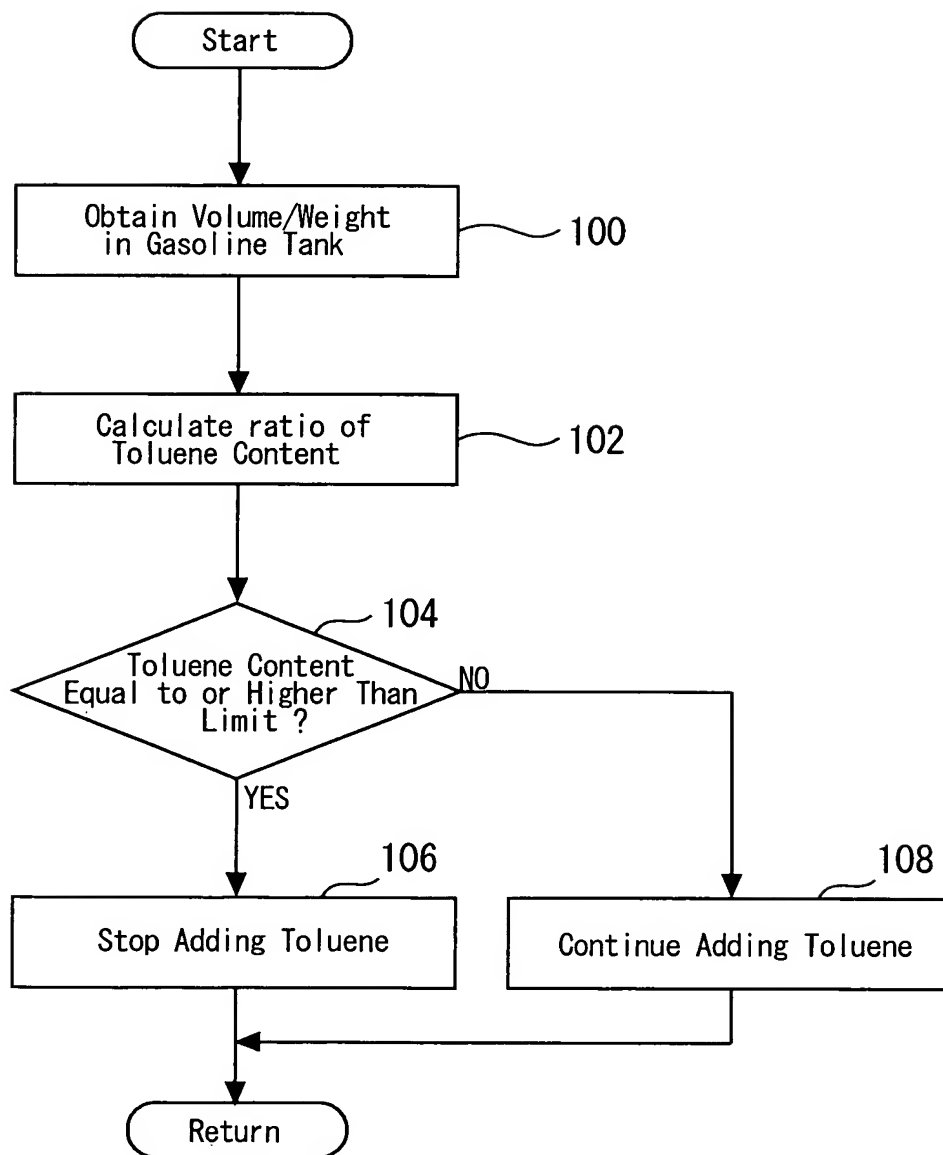 Start
Obtain Volume/Weight
in Gasoline Tank
100
Calculate ratio of
Toluene Content
102
104
Toluene Content
Equal to or Higher Than
Limit ?
NO
YES
106
Stop Adding Toluene
108
Continue Adding Toluene
Return